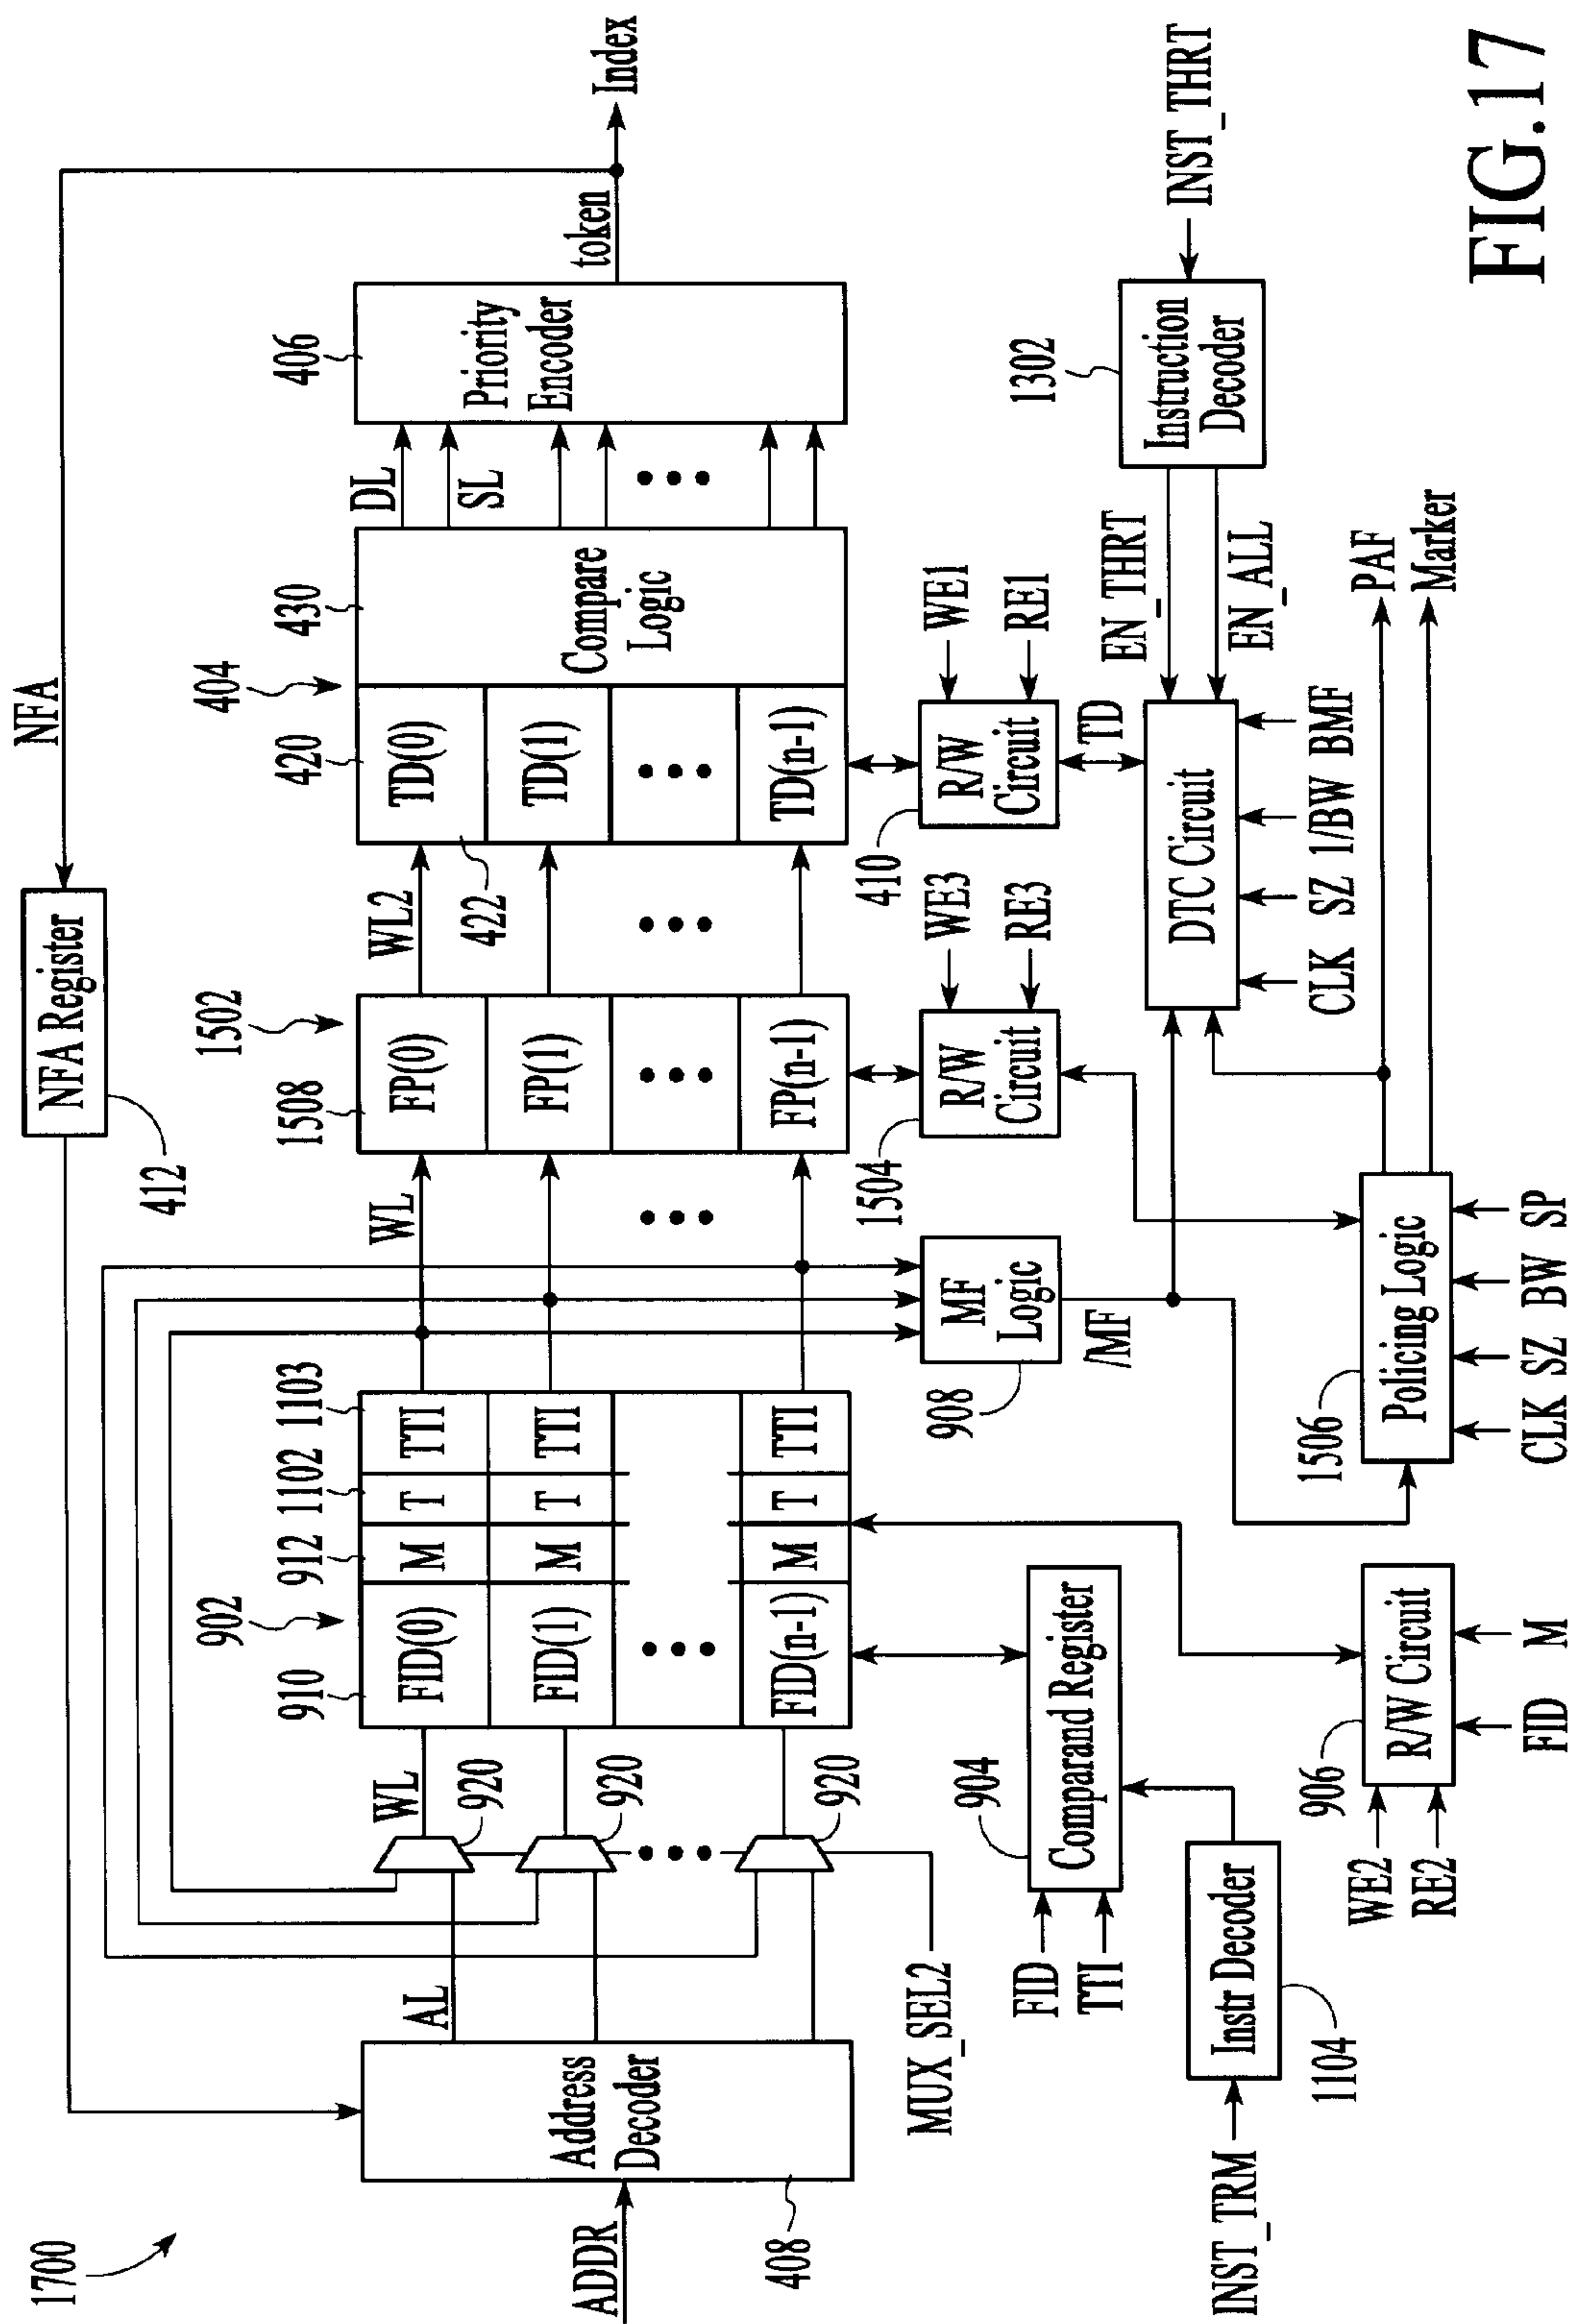 1700
NFA
NFA Register
412
ADDR
Address
Decoder
408
AL
WL
920
920
920
MUX_SEL2
902
910
912
1102
1103
FID(0)
M
T
TTI
FID(1)
M
T
TTI
FID(n-1)
M
T
TTI
WL
1502
1508
FP(0)
FP(1)
FP(n-1)
WL2
422
404
420
430
TD(0)
TD(1)
TD(n-1)
Compare
Logic
DL
SL
406
Priority
Encoder
token
Index
904
Comparand Register
FID
TTI
INST_TRM
Instr Decoder
1104
906
R/W Circuit
WE2
RE2
FID
M
MF
Logic
908
/MF
1504
R/W
Circuit
WE3
RE3
410
R/W
Circuit
WE1
RE1
TD
DTC Circuit
CLK
SZ
1/BW
BMF
EN_THRT
EN_ALL
1302
Instruction
Decoder
INST_THRT
1506
Policing Logic
CLK
SZ
BW
SP
PAF
Marker
FIG.17